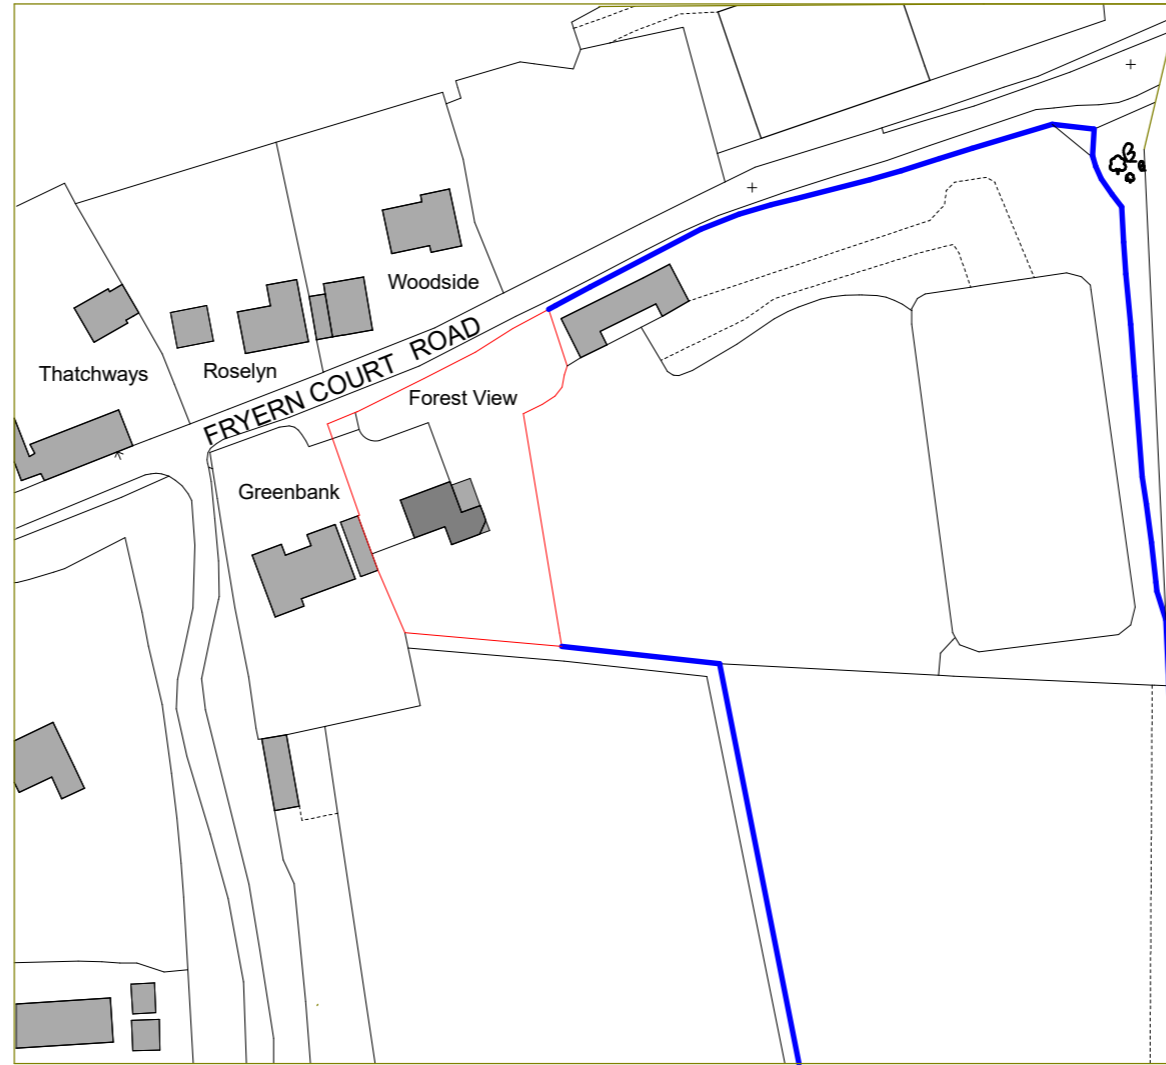 Woodside
Thatchways
Roselyn
FRYERN COURT ROAD
Forest View
Greenbank